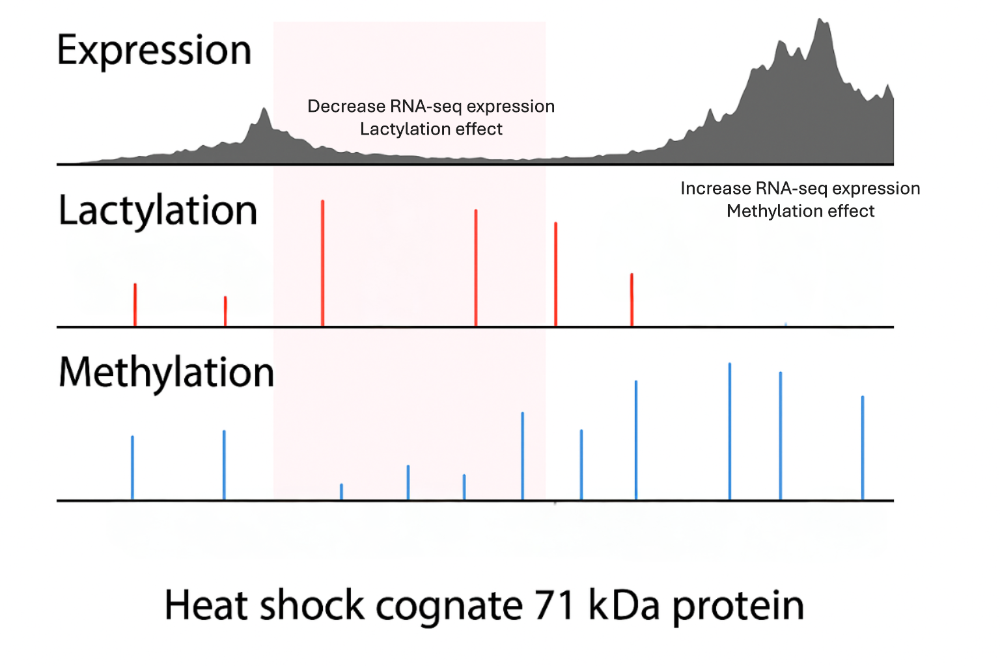 Expression
Decrease RNA-seq expression
Lactylation effect
Lactylation
Increase RNA-seq expression
Methylation effect
Methylation
Heat shock cognate 71 kDa protein